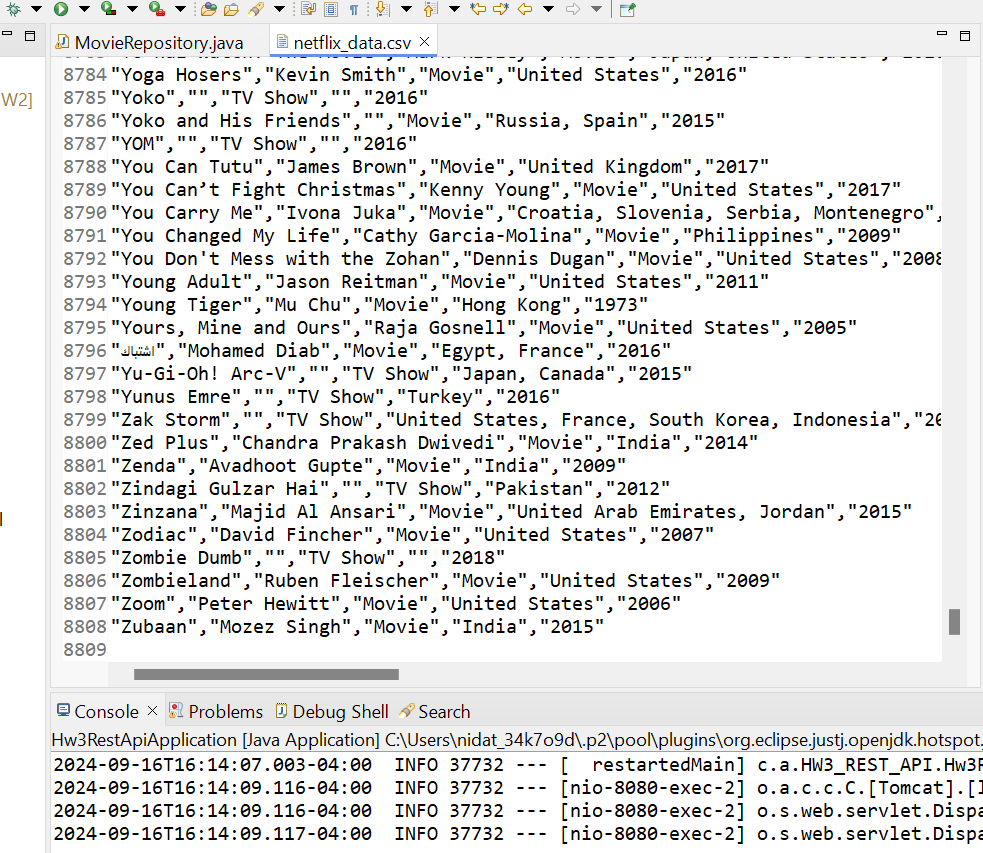 MovieRepository.java netflix_data.csv
W2]
8784 "Yoga Hosers","Kevin Smith","Movie","United States","2016"
8785 "Yoko","","TV Show","","2016"
8786 "Yoko and His Friends","","Movie","Russia, Spain","2015"
8787 "YOM","","TV Show","","2016"
8788 "You Can Tutu","James Brown","Movie","United Kingdom","2017"
8789 "You Can’t Fight Christmas","Kenny Young","Movie","United States","2017"
8790 "You Carry Me","Ivona Juka","Movie","Croatia, Slovenia, Serbia, Montenegro",
8791 "You Changed My Life","Cathy Garcia-Molina","Movie","Philippines","2009"
8792 "You Don't Mess with the Zohan","Dennis Dugan","Movie","United States","2008
8793 "Young Adult","Jason Reitman","Movie","United States","2011"
8794 "Young Tiger","Mu Chu","Movie","Hong Kong","1973"
8795 "Yours, Mine and Ours","Raja Gosnell","Movie","United States","2005"
8796 "اشتباك","Mohamed Diab","Movie","Egypt, France","2016"
8797 "Yu-Gi-Oh! Arc-V","","TV Show","Japan, Canada","2015"
8798 "Yunus Emre","","TV Show","Turkey","2016"
8799 "Zak Storm","","TV Show","United States, France, South Korea, Indonesia","20
8800 "Zed Plus","Chandra Prakash Dwivedi","Movie","India","2014"
8801 "Zenda","Avadhoot Gupte","Movie","India","2009"
8802 "Zindagi Gulzar Hai","","TV Show","Pakistan","2012"
8803 "Zinzana","Majid Al Ansari","Movie","United Arab Emirates, Jordan","2015"
8804 "Zodiac","David Fincher","Movie","United States","2007"
8805 "Zombie Dumb","","TV Show","","2018"
8806 "Zombieland","Ruben Fleischer","Movie","United States","2009"
8807 "Zoom","Peter Hewitt","Movie","United States","2006"
8808 "Zubaan","Mozez Singh","Movie","India","2015"
8809
Console Problems Debug Shell Search
Hw3RestApiApplication [Java Application] C:\Users\nidat_34k7o9d\.p2\pool\plugins\org.eclipse.justj.openjdk.hotspot.
2024-09-16T16:14:07.003-04:00 INFO 37732 --- [ restartedMain] c.a.HW3_REST_API.Hw3R
2024-09-16T16:14:09.116-04:00 INFO 37732 --- [nio-8080-exec-2] o.a.c.c.C.[Tomcat].[l
2024-09-16T16:14:09.116-04:00 INFO 37732 --- [nio-8080-exec-2] o.s.web.servlet.Dispa
2024-09-16T16:14:09.117-04:00 INFO 37732 --- [nio-8080-exec-2] o.s.web.servlet.Dispa